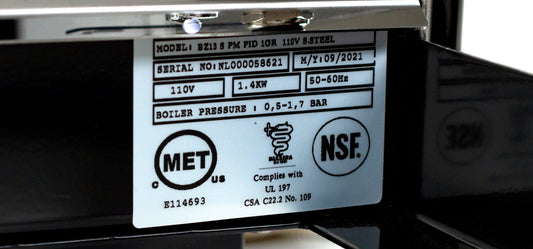 MODEL: BZ13 S PM PID 1GR 110V S.STEEL
SERIAL NO:NL000058621 M/Y:09/2021
110V 1.4KW 50-60Hz
BOILER PRESSURE : 0,5-1,7 BAR
C MET US
BEZZERA
NSF.
Complies with
UL 197
E114693
CSA C22.2 No. 109